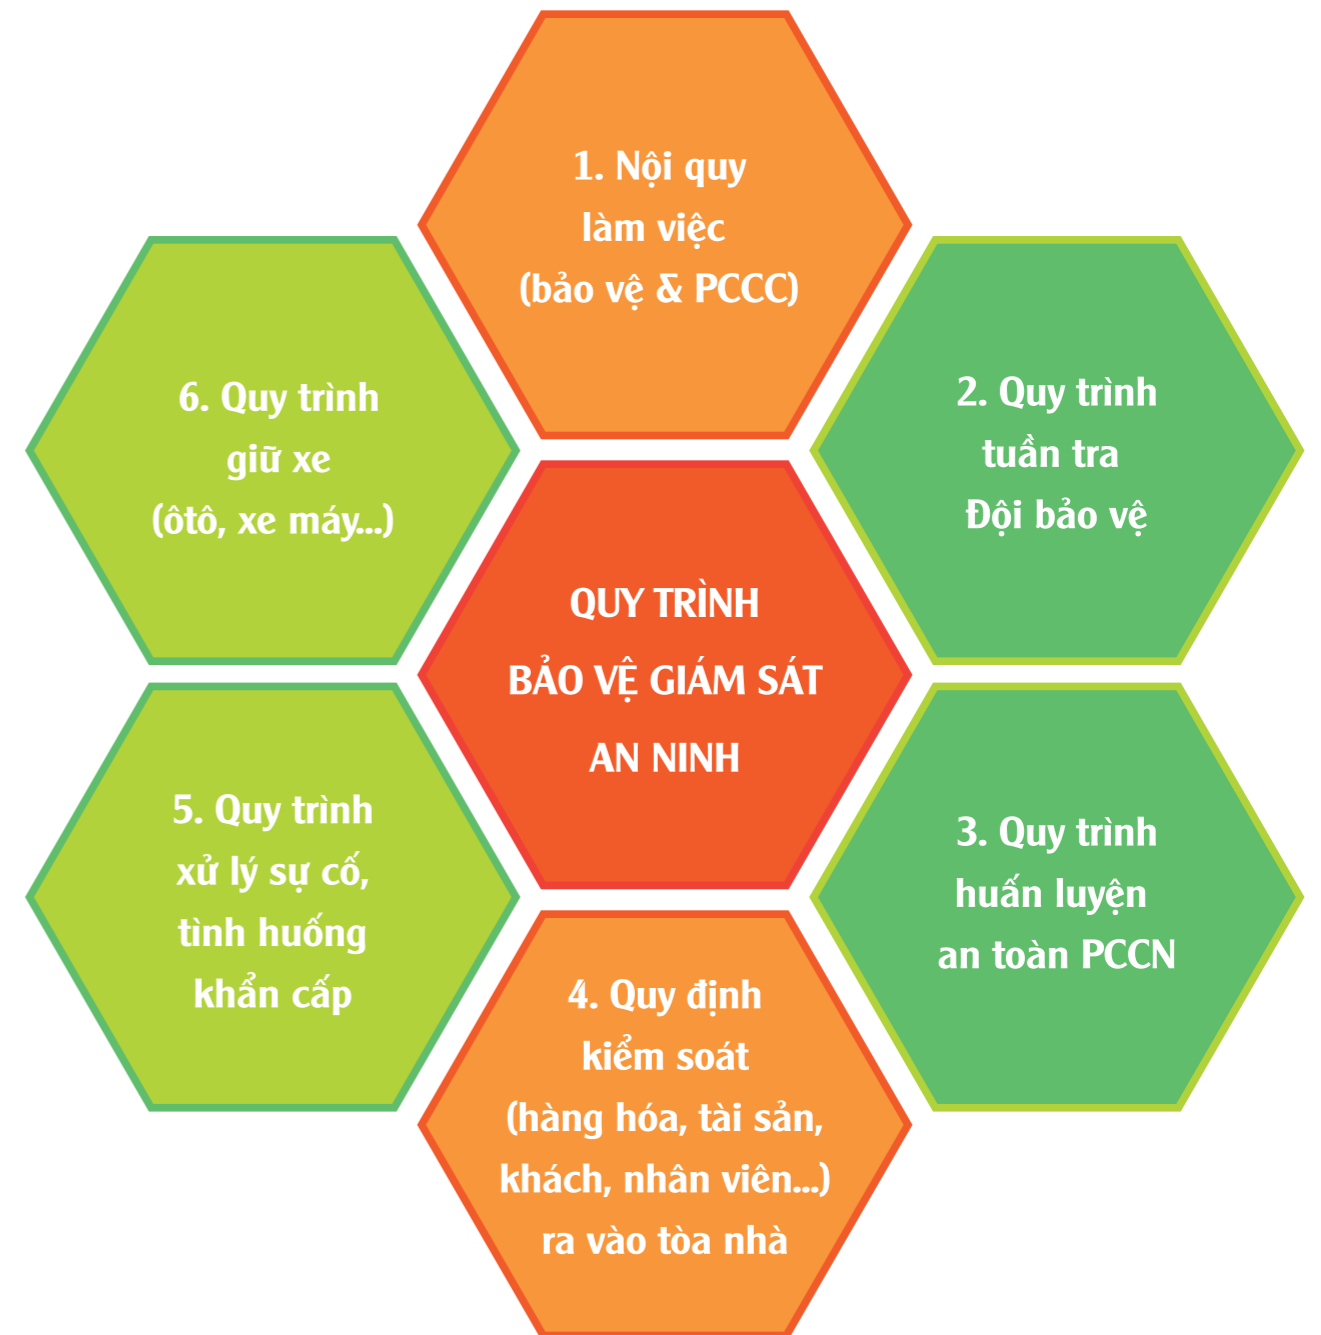 1. Nội quy
làm việc
(bảo vệ & PCCC)
2. Quy trình
tuần tra
Đội bảo vệ
3. Quy trình
huấn luyện
an toàn PCCN
4. Quy định
kiểm soát
(hàng hóa, tài sản,
khách, nhân viên...)
ra vào tòa nhà
5. Quy trình
xử lý sự cố,
tình huống
khẩn cấp
6. Quy trình
giữ xe
(ôtô, xe máy...)
QUY TRÌNH
BẢO VỆ GIÁM SÁT
AN NINH